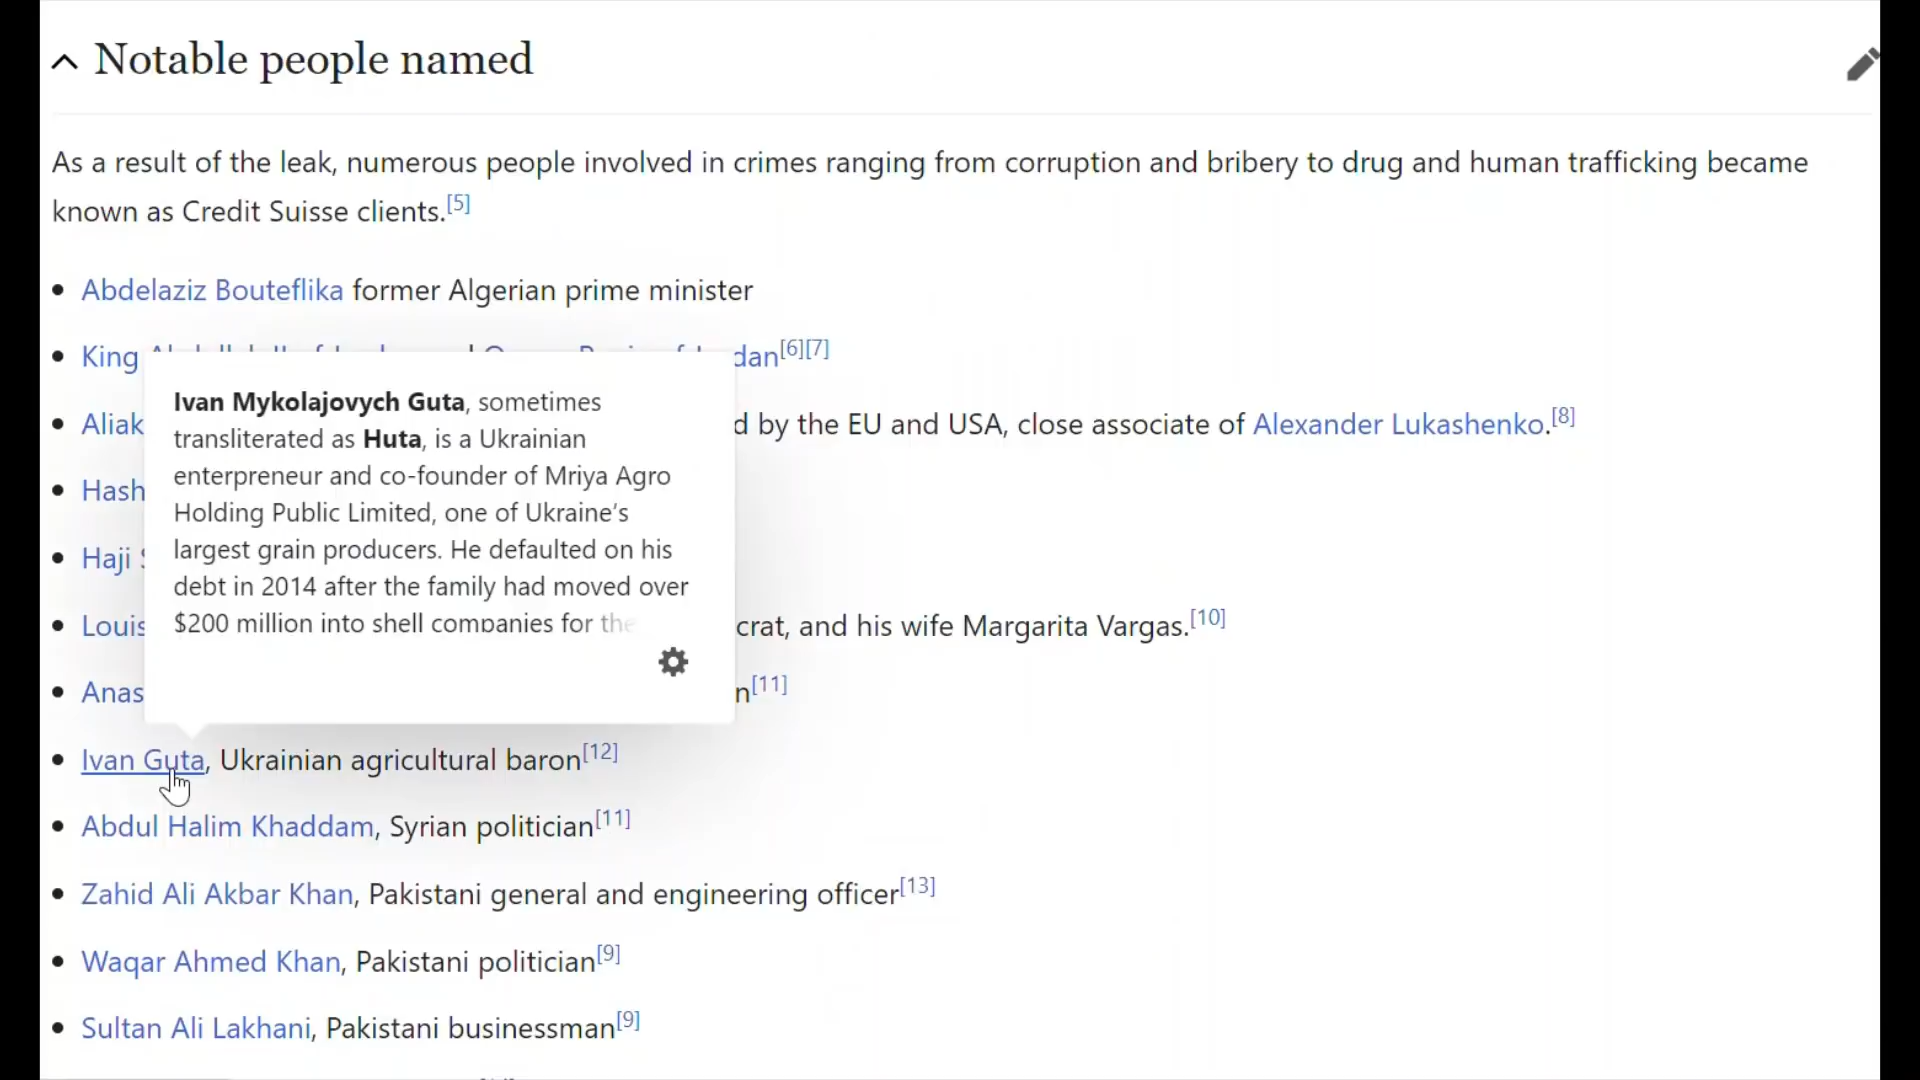 Notable people named
As a result of the leak, numerous people involved in crimes ranging from corruption and bribery to drug and human trafficking became
known as Credit Suisse clients.[5]
Abdelaziz Bouteflika former Algerian prime minister
King dan[6][7]
Ivan Mykolajovych Guta, sometimes
transliterated as Huta, is a Ukrainian
enterpreneur and co-founder of Mriya Agro
Holding Public Limited, one of Ukraine’s
largest grain producers. He defaulted on his
debt in 2014 after the family had moved over
$200 million into shell companies for the
Aliak d by the EU and USA, close associate of Alexander Lukashenko.[8]
Hash
Haji
Louis crat, and his wife Margarita Vargas.[10]
Anas n[11]
Ivan Guta, Ukrainian agricultural baron[12]
Abdul Halim Khaddam, Syrian politician[11]
Zahid Ali Akbar Khan, Pakistani general and engineering officer[13]
Waqar Ahmed Khan, Pakistani politician[9]
Sultan Ali Lakhani, Pakistani businessman[9]